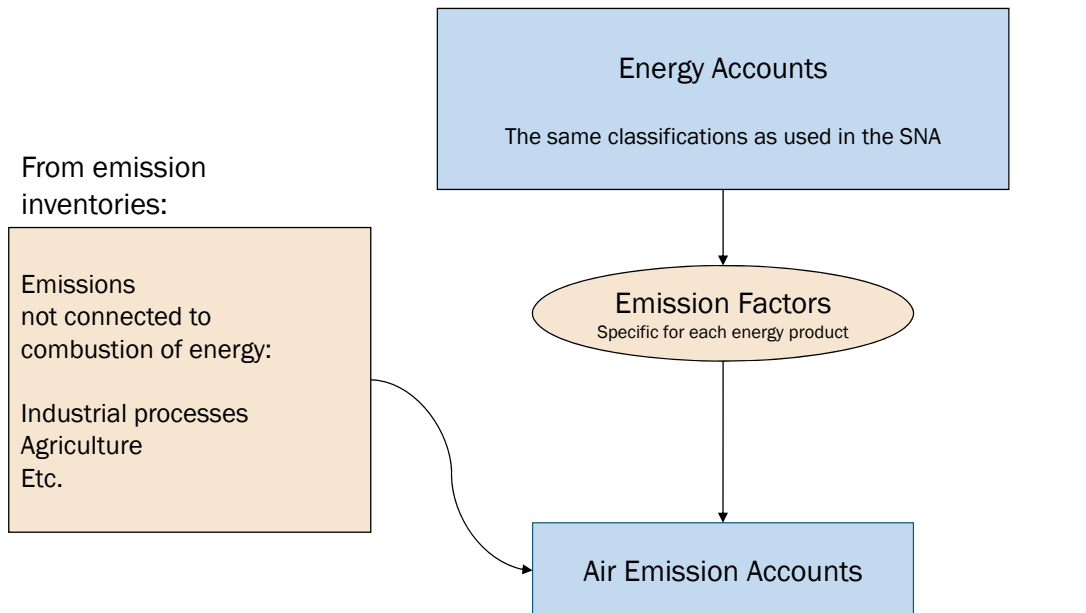 Energy Accounts
The same classifications as used in the SNA
From emission
inventories:
Emissions
not connected to
combustion of energy:
Industrial processes
Agriculture
Etc.
Emission Factors
Specific for each energy product
Air Emission Accounts